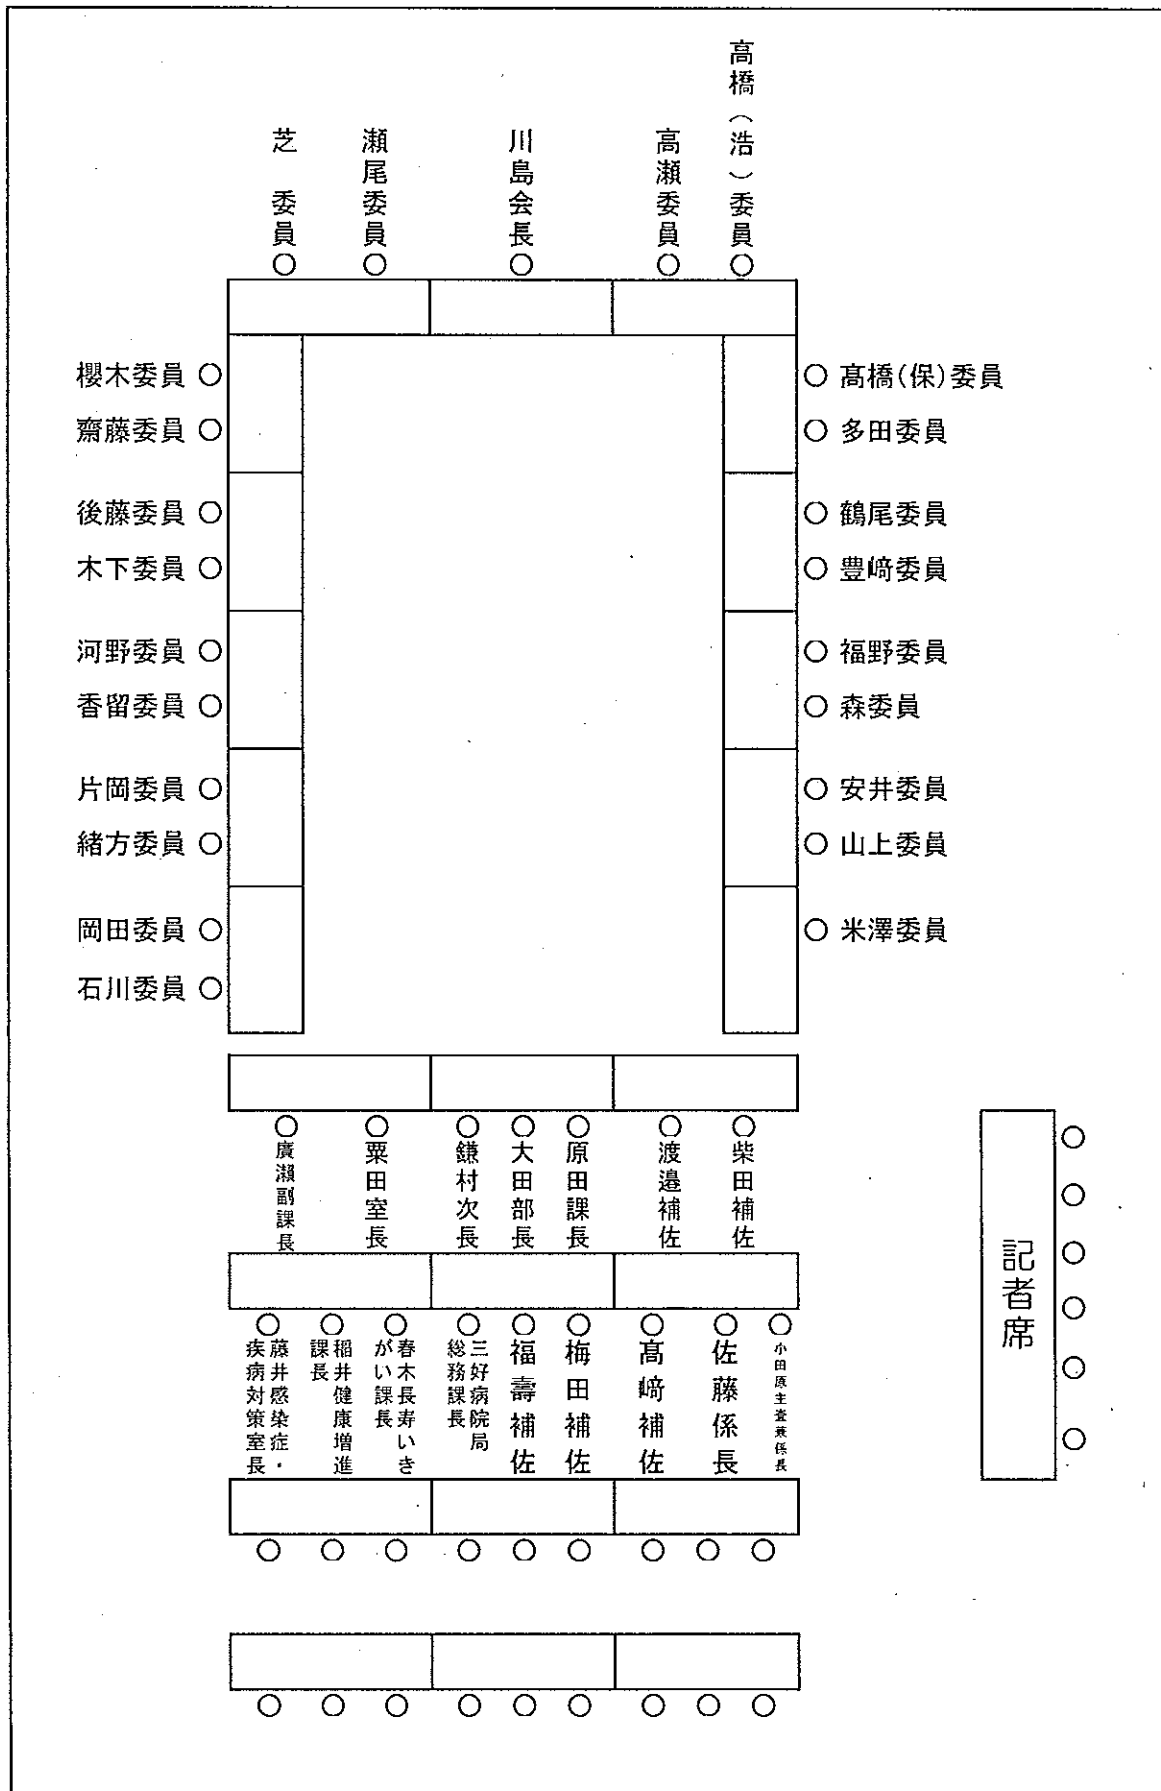 芝　委員
瀬尾委員
川島会長
高瀬委員
高橋(浩)委員
櫻木委員
齋藤委員
後藤委員
木下委員
河野委員
香留委員
片岡委員
緒方委員
岡田委員
石川委員
髙橋(保)委員
多田委員
鶴尾委員
豊﨑委員
福野委員
森委員
安井委員
山上委員
米澤委員
廣瀬副課長
粟田室長
鎌村次長
大田部長
原田課長
渡邉補佐
柴田補佐
藤井感染症・
疾病対策室長
稲井健康増進
課長
春木長寿いき
がい課長
三好病院局
総務課長
福壽補佐
梅田補佐
髙﨑補佐
佐藤係長
小田原主査兼係長
記者席